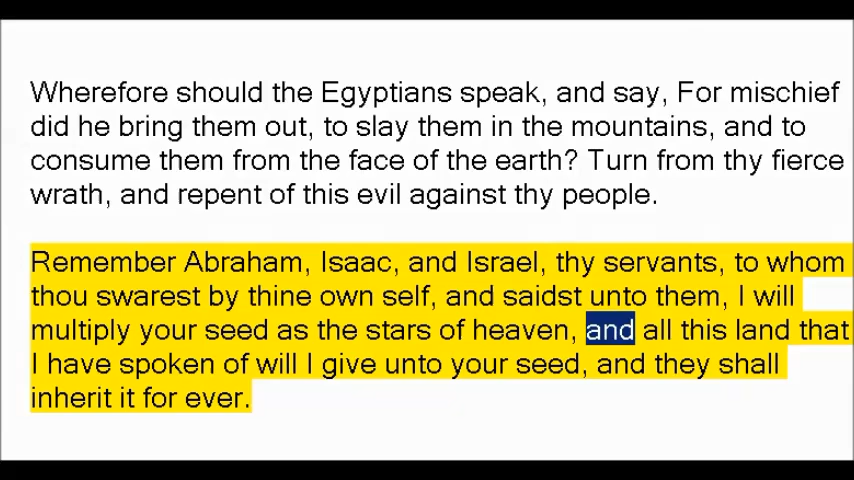 Wherefore should the Egyptians speak, and say, For mischief
did he bring them out, to slay them in the mountains, and to
consume them from the face of the earth? Turn from thy fierce
wrath, and repent of this evil against thy people.
Remember Abraham, Isaac, and Israel, thy servants, to whom
thou swarest by thine own self, and saidst unto them, I will
multiply your seed as the stars of heaven, and all this land that
I have spoken of will I give unto your seed, and they shall
inherit it for ever.